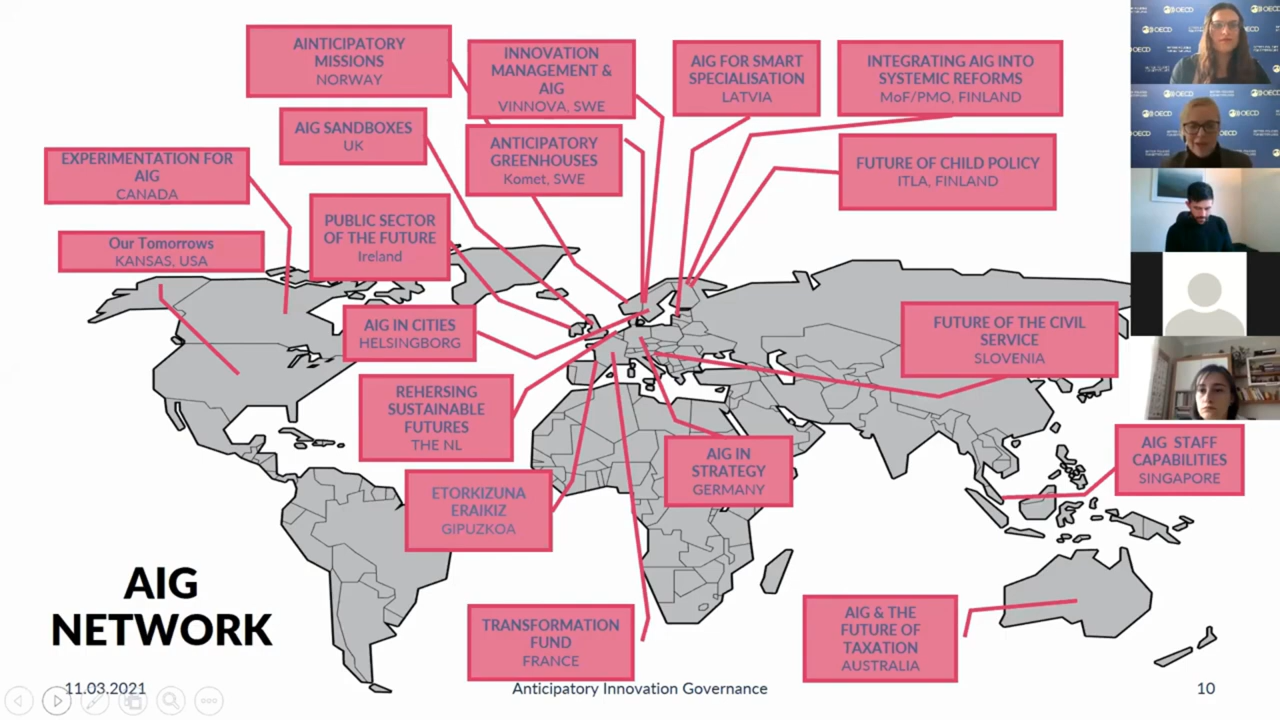 AINTICIPATORY
MISSIONS
NORWAY
INNOVATION
MANAGEMENT &
AIG
VINNOVA, SWE
AIG FOR SMART
SPECIALISATION
LATVIA
INTEGRATING AIG INTO
SYSTEMIC REFORMS
MoF/PMO, FINLAND
AIG SANDBOXES
UK
ANTICIPATORY
GREENHOUSES
Komet, SWE
FUTURE OF CHILD POLICY
ITLA, FINLAND
EXPERIMENTATION FOR
AIG
CANADA
PUBLIC SECTOR
OF THE FUTURE
Ireland
Our Tomorrows
KANSAS, USA
AIG IN CITIES
HELSINGBORG
FUTURE OF THE CIVIL
SERVICE
SLOVENIA
REHERSING
SUSTAINABLE
FUTURES
THE NL
AIG IN
STRATEGY
GERMANY
AIG STAFF
CAPABILITIES
SINGAPORE
ETORKIZUNA
ERAIKIZ
GIPUZKOA
AIG
NETWORK
TRANSFORMATION
FUND
FRANCE
AIG & THE
FUTURE OF
TAXATION
AUSTRALIA
11.03.2021
Anticipatory Innovation Governance
10
OECD
OECD
OECD
OECD